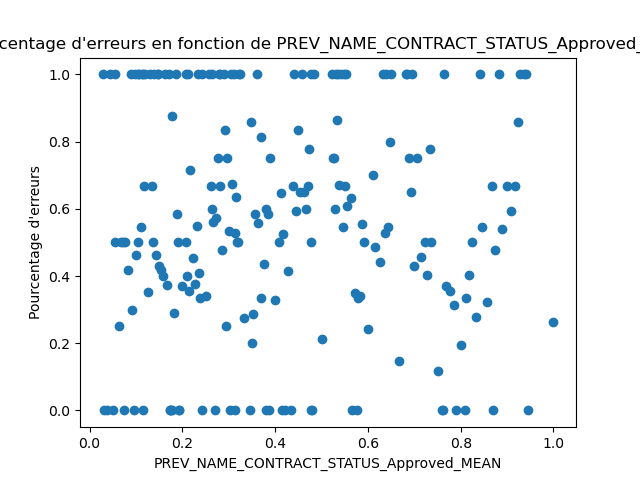 centage d'erreurs en fonction de PREV_NAME_CONTRACT_STATUS_Approved_
1.0
0.8
0.6
0.4
0.2
0.0
Pourcentage d'erreurs
0.0 0.2 0.4 0.6 0.8 1.0
PREV_NAME_CONTRACT_STATUS_Approved_MEAN